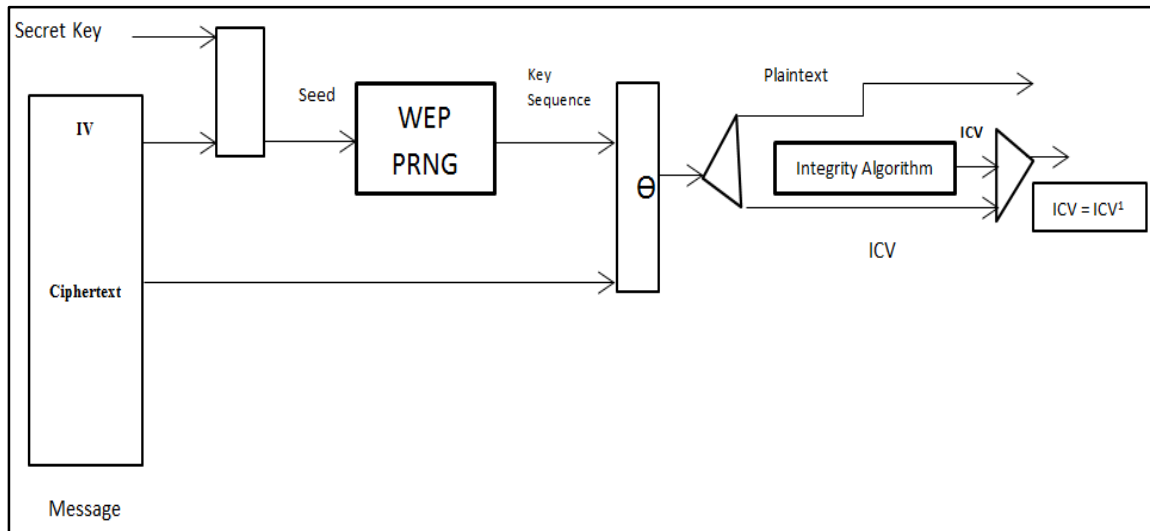 Secret Key
IV
Ciphertext
Message
Seed
WEP
PRNG
Key
Sequence
Ө
Plaintext
Integrity Algorithm
ICV
ICV
ICV = ICV¹